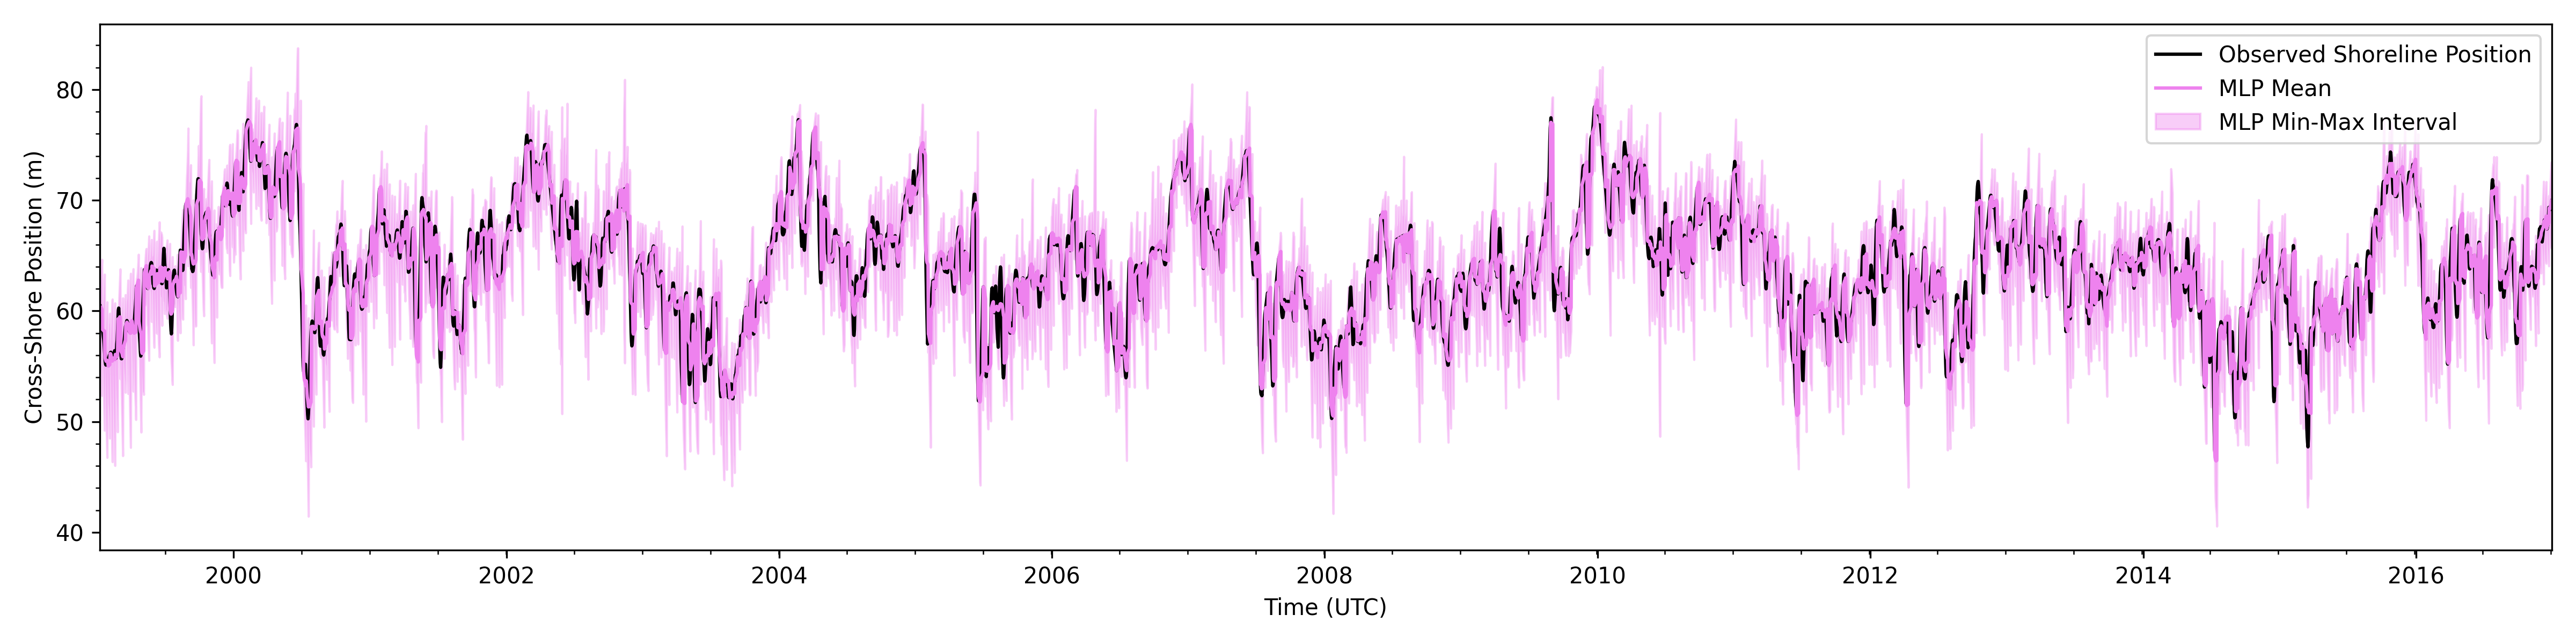 Cross-Shore Position (m)
80
70
60
50
40
Observed Shoreline Position
MLP Mean
MLP Min-Max Interval
2000 2002 2004 2006 2008 2010 2012 2014 2016
Time (UTC)